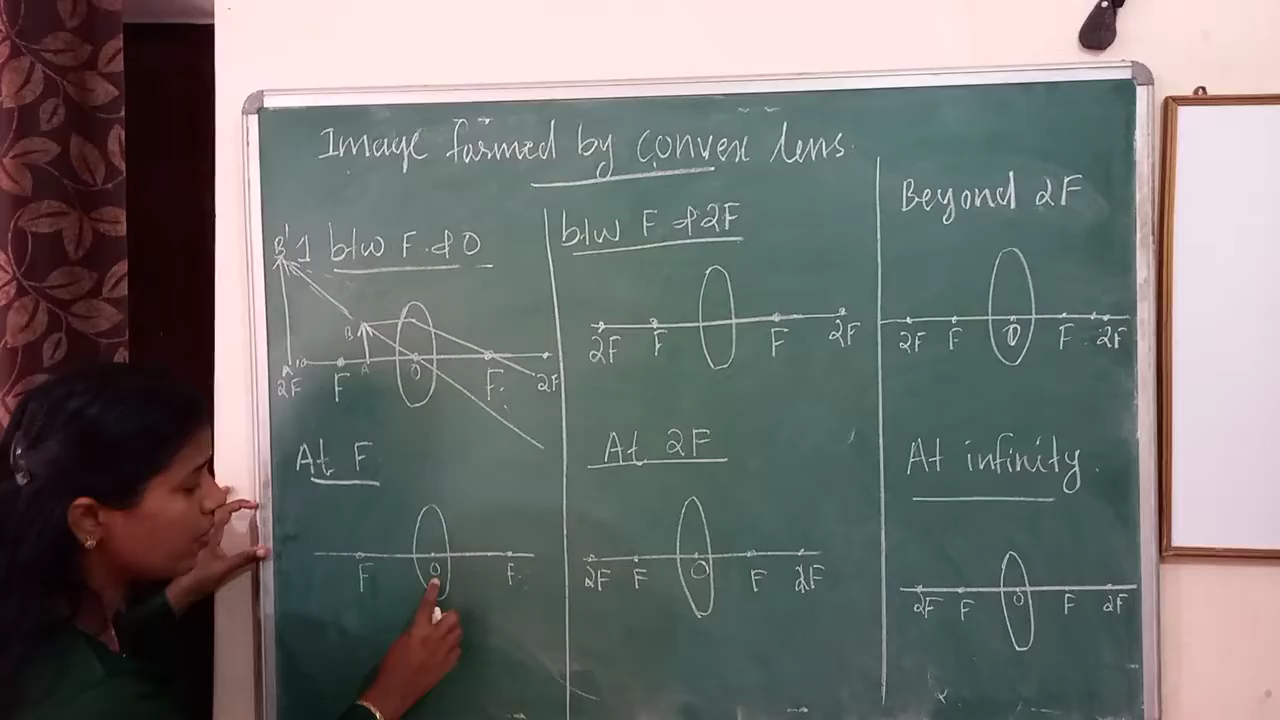 Image formed by convex lens.
1 b/w F & O
B'
B
A' A O F 2F
2F F
b/w F & 2F
2F F F 2F
Beyond 2F
2F F O F 2F
At F
F O F
At 2F
2F F O F 2F
At infinity.
2F F O F 2F